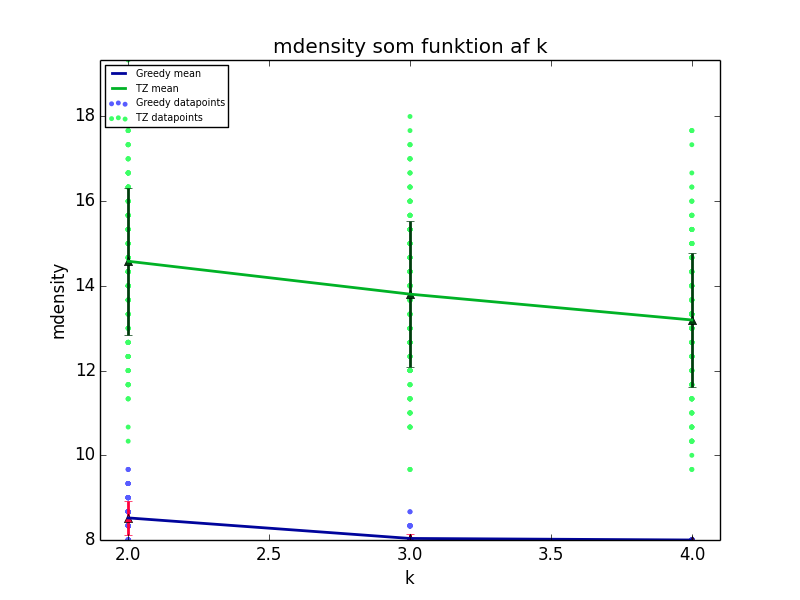 mdensity som funktion af k
Greedy mean
TZ mean
Greedy datapoints
TZ datapoints
mdensity
18
16
14
12
10
8
2.0 2.5 3.0 3.5 4.0
k